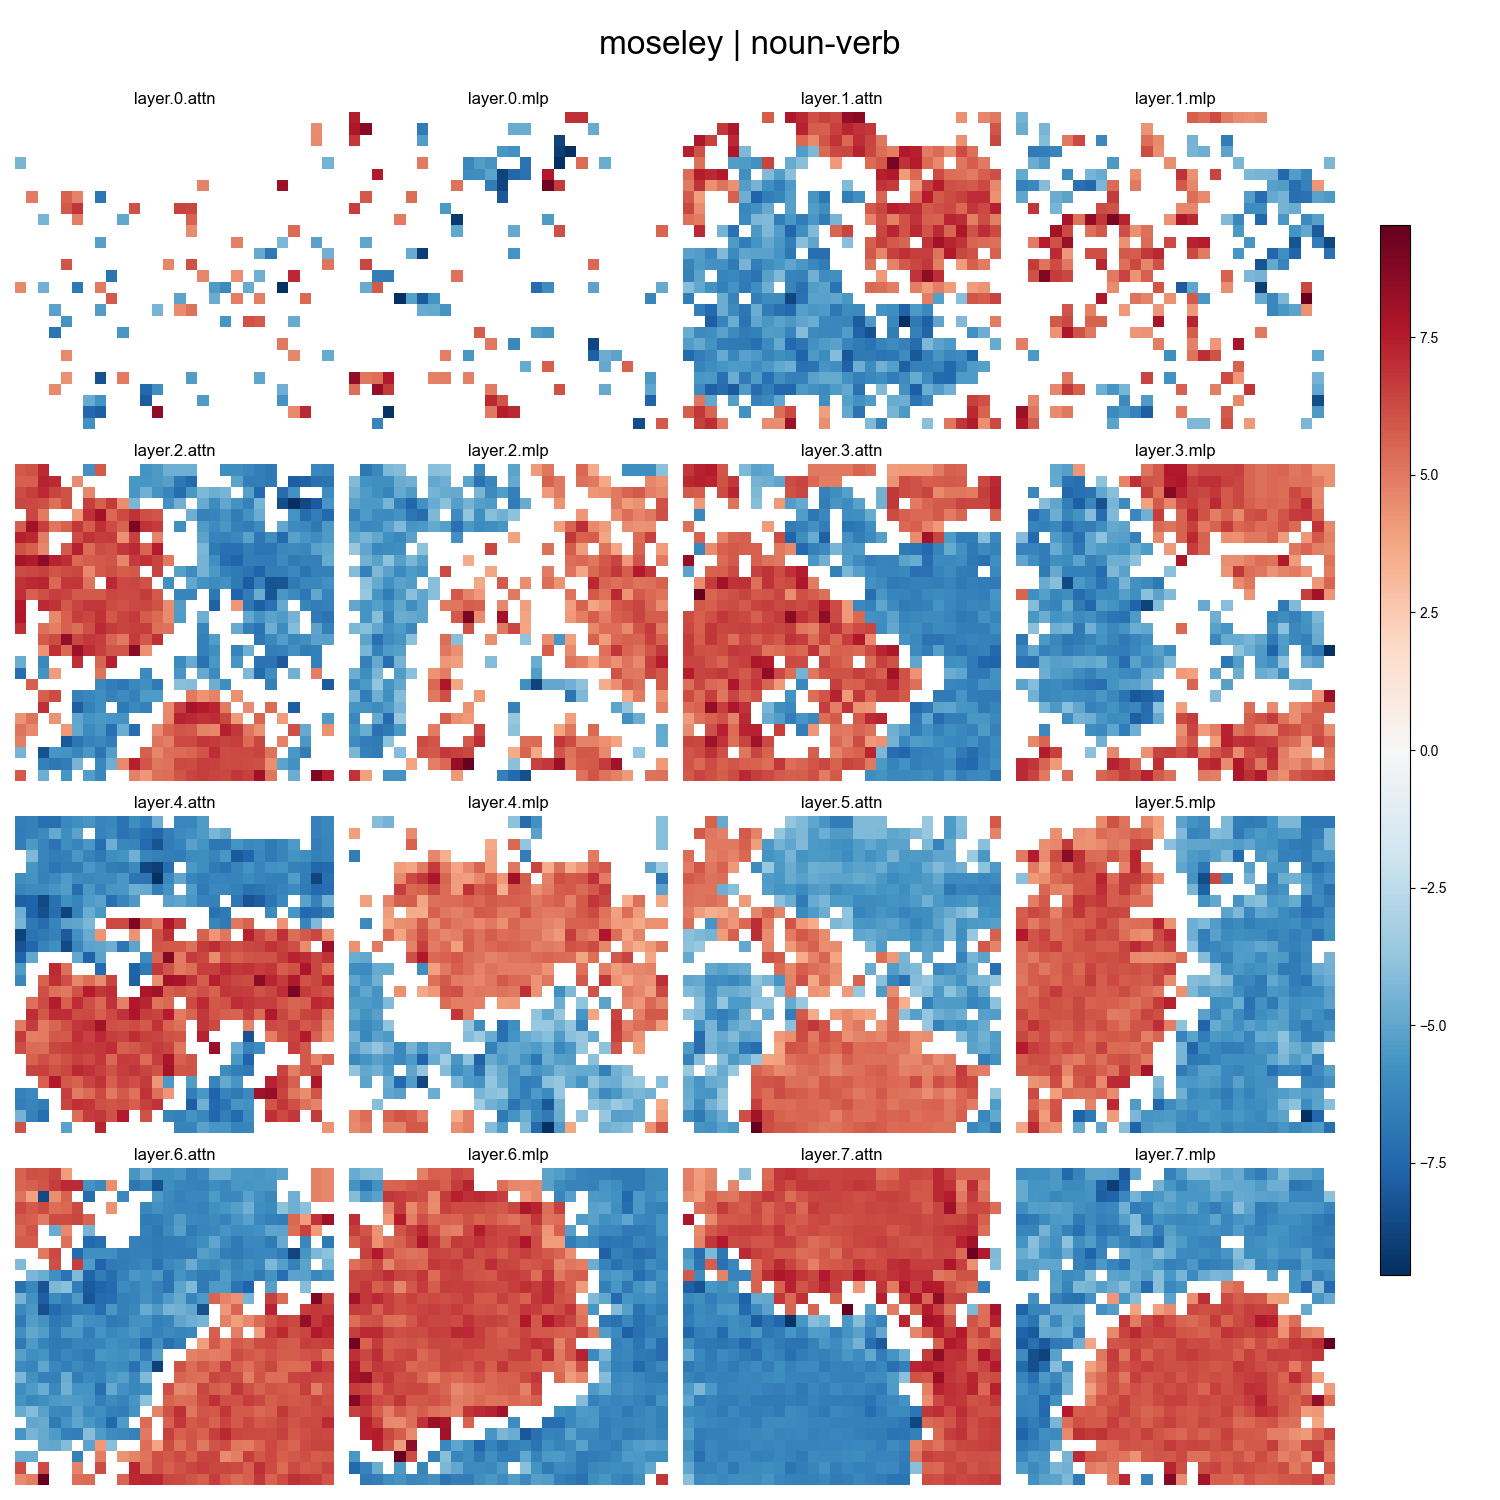 moseley | noun-verb
layer.0.attn
layer.0.mlp
layer.1.attn
layer.1.mlp
layer.2.attn
layer.2.mlp
layer.3.attn
layer.3.mlp
layer.4.attn
layer.4.mlp
layer.5.attn
layer.5.mlp
layer.6.attn
layer.6.mlp
layer.7.attn
layer.7.mlp
7.5
5.0
2.5
0.0
−2.5
−5.0
−7.5